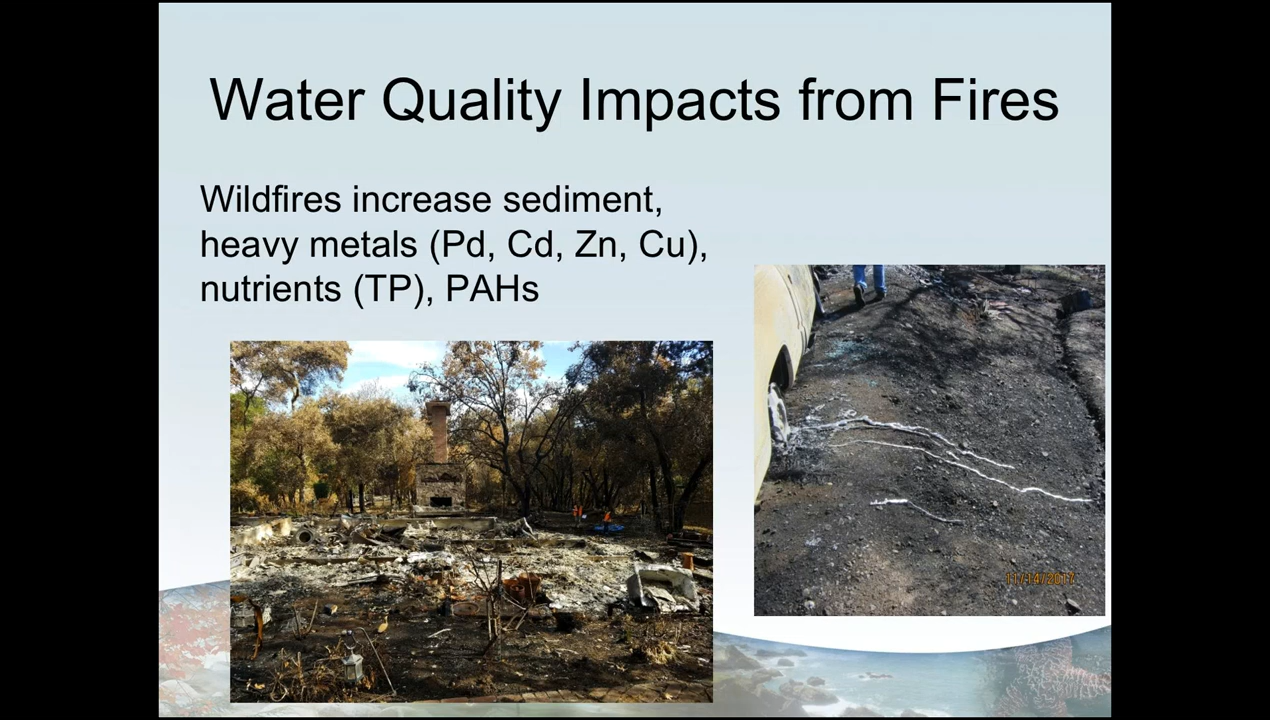 Water Quality Impacts from Fires
Wildfires increase sediment,
heavy metals (Pd, Cd, Zn, Cu),
nutrients (TP), PAHs
11/14/2017